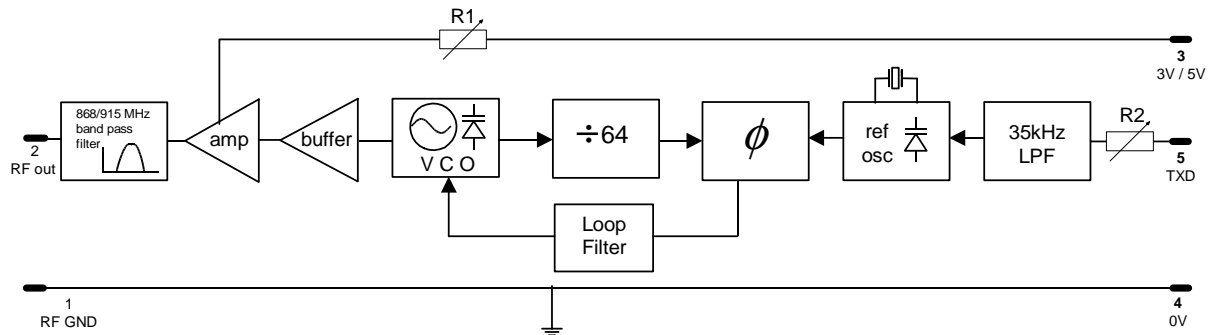 R1
3
3V / 5V
868/915 MHz
band pass
filter
2
RF out
amp
buffer
V C O
÷64
ϕ
ref
osc
35kHz
LPF
R2
5
TXD
Loop
Filter
1
RF GND
4
0V